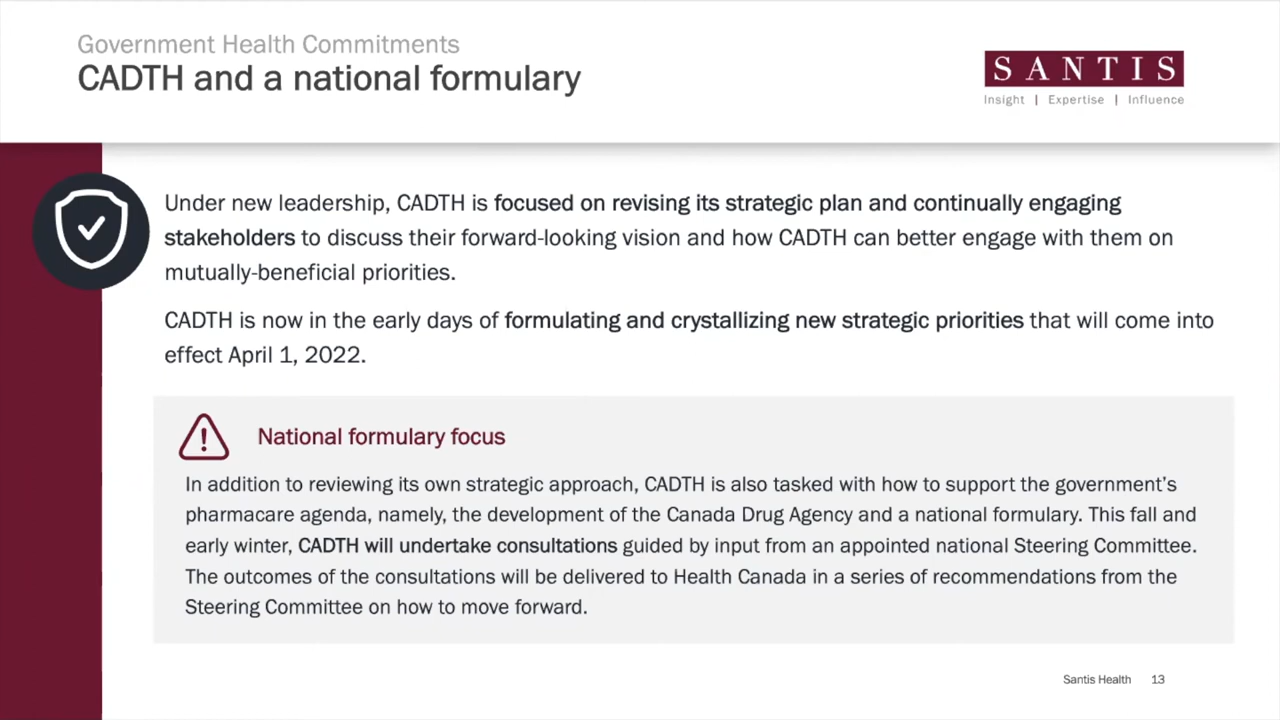 Government Health Commitments
CADTH and a national formulary
SANTIS
Insight | Expertise | Influence
Under new leadership, CADTH is focused on revising its strategic plan and continually engaging
stakeholders to discuss their forward-looking vision and how CADTH can better engage with them on
mutually-beneficial priorities.
CADTH is now in the early days of formulating and crystallizing new strategic priorities that will come into
effect April 1, 2022.
National formulary focus
In addition to reviewing its own strategic approach, CADTH is also tasked with how to support the government's
pharmacare agenda, namely, the development of the Canada Drug Agency and a national formulary. This fall and
early winter, CADTH will undertake consultations guided by input from an appointed national Steering Committee.
The outcomes of the consultations will be delivered to Health Canada in a series of recommendations from the
Steering Committee on how to move forward.
Santis Health 13